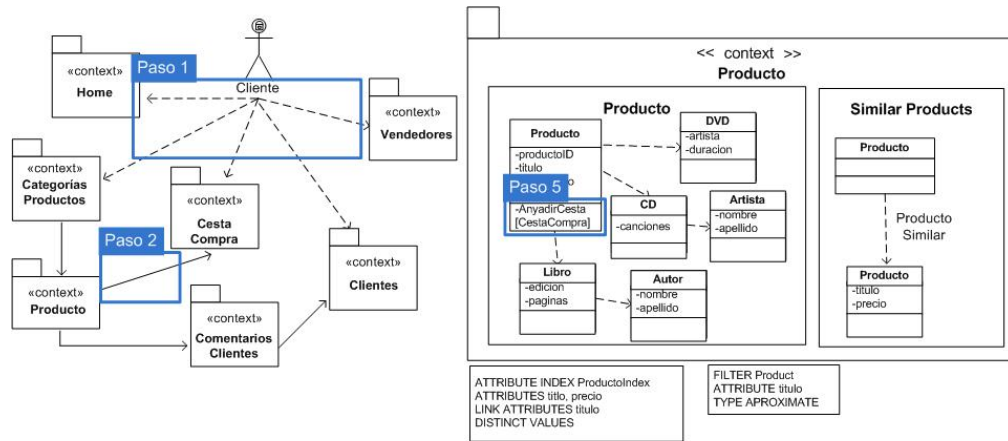 Paso 1
Cliente
«context»
Home
«context»
Vendedores
«context»
Categorías
Productos
«context»
Cesta
Compra
Paso 2
«context»
Producto
«context»
Comentarios
Clientes
«context»
Clientes
<< context >>
Producto
Producto
Producto
-productoID
-titulo
Paso 5
-AnyadirCesta
[CestaCompra]
DVD
-artista
-duracion
CD
-canciones
Artista
-nombre
-apellido
Libro
-edicion
-paginas
Autor
-nombre
-apellido
Similar Products
Producto
Producto
Similar
Producto
-titulo
-precio
ATTRIBUTE INDEX ProductoIndex
ATTRIBUTES titlo, precio
LINK ATTRIBUTES titulo
DISTINCT VALUES
FILTER Product
ATTRIBUTE titulo
TYPE APROXIMATE